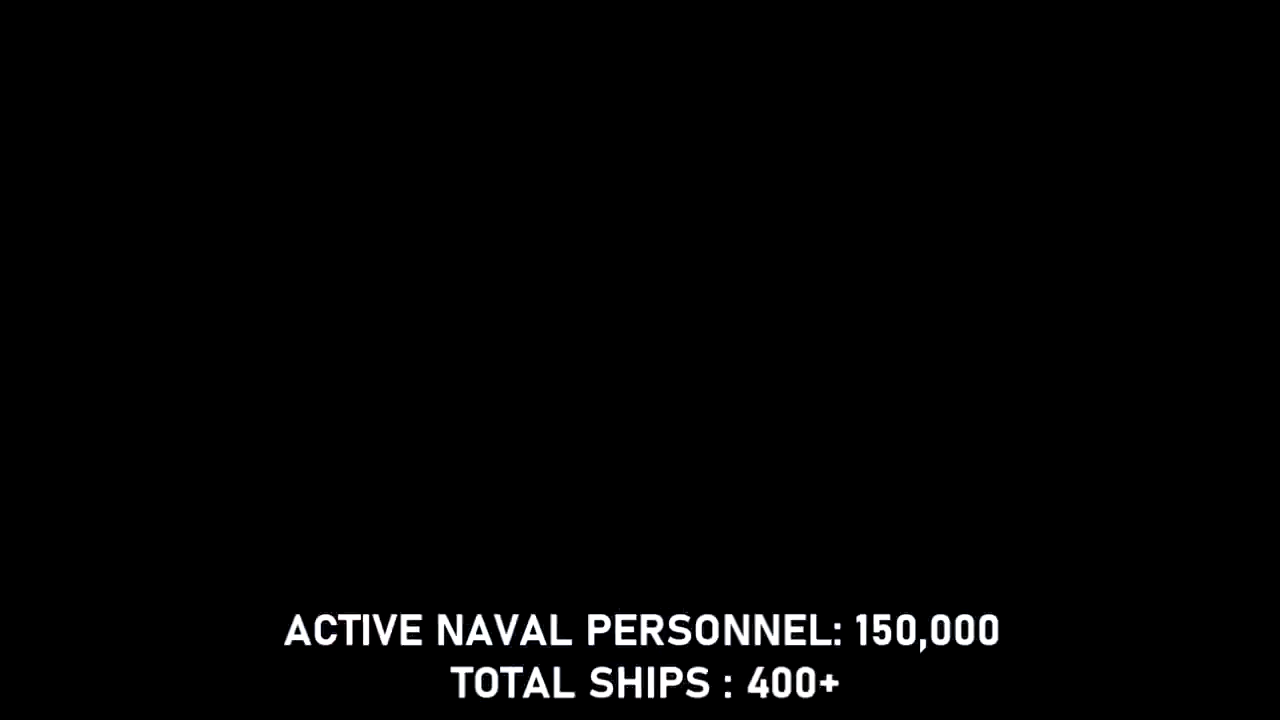 ACTIVE NAVAL PERSONNEL: 150,000
TOTAL SHIPS : 400+